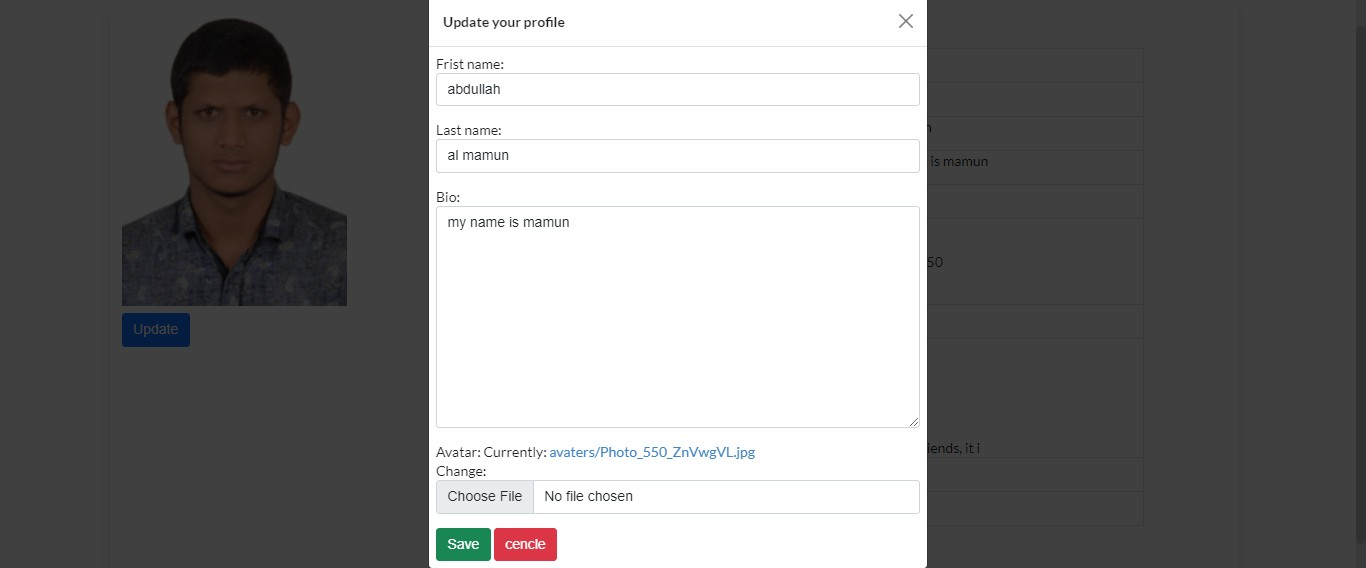 Update your profile
Frist name:
abdullah
Last name:
al mamun
is mamun
Bio:
my name is mamun
50
Update
iends, it i
Avatar: Currently: avaters/Photo_550_ZnVwgVL.jpg
Change:
Choose File No file chosen
Save cencle